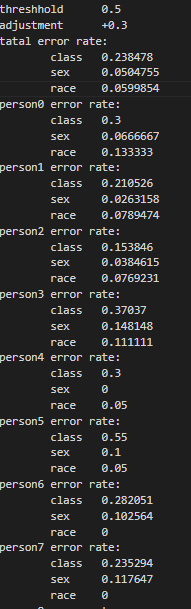 threshhold 0.5
adjustment +0.3
tatal error rate:
class 0.238478
sex 0.0504755
race 0.0599854
person0 error rate:
class 0.3
sex 0.0666667
race 0.133333
person1 error rate:
class 0.210526
sex 0.0263158
race 0.0789474
person2 error rate:
class 0.153846
sex 0.0384615
race 0.0769231
person3 error rate:
class 0.37037
sex 0.148148
race 0.111111
person4 error rate:
class 0.3
sex 0
race 0.05
person5 error rate:
class 0.55
sex 0.1
race 0.05
person6 error rate:
class 0.282051
sex 0.102564
race 0
person7 error rate:
class 0.235294
sex 0.117647
race 0